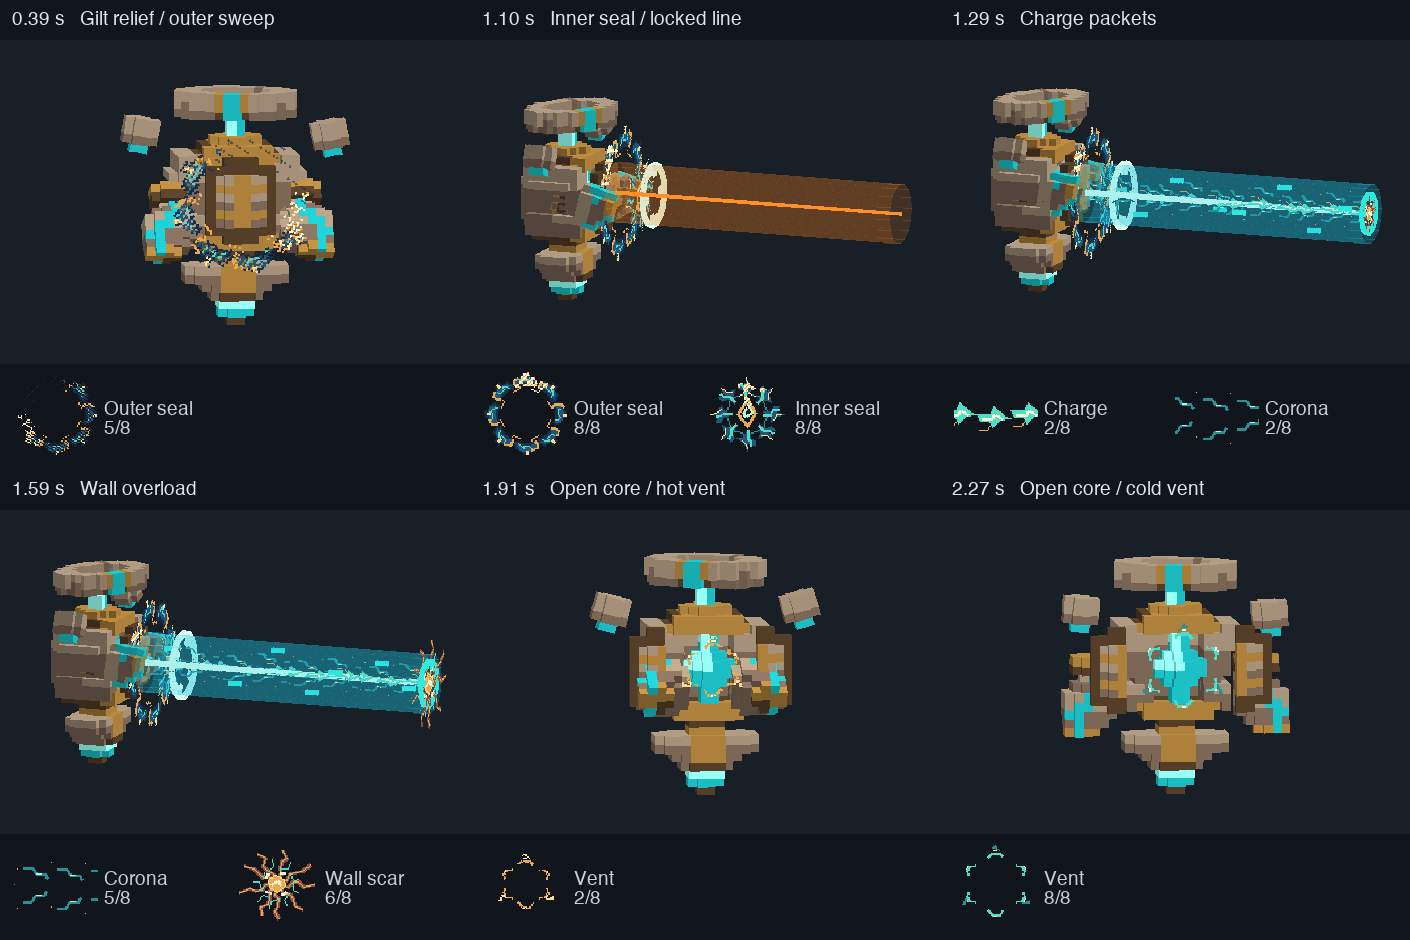 0.39 s Gilt relief / outer sweep
1.10 s Inner seal / locked line
1.29 s Charge packets
Outer seal
5/8
Outer seal
8/8
Inner seal
8/8
Charge
2/8
Corona
2/8
1.59 s Wall overload
1.91 s Open core / hot vent
2.27 s Open core / cold vent
Corona
5/8
Wall scar
6/8
Vent
2/8
Vent
8/8